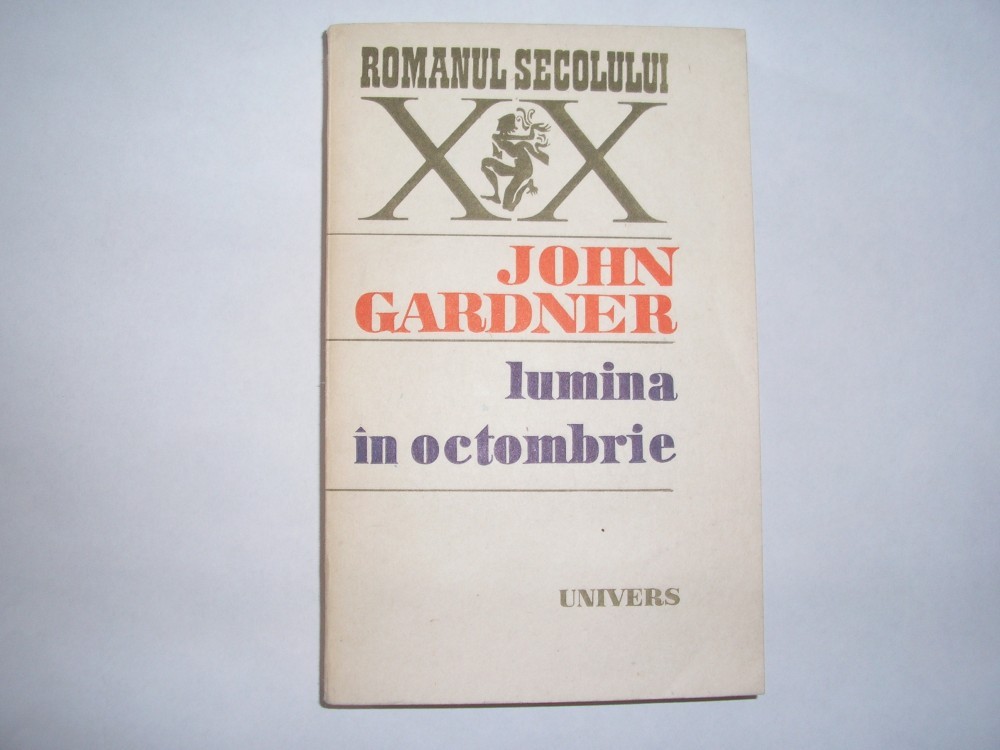 ROMANUL SECOLULUI
XX
JOHN
GARDNER
lumina
în octombrie
UNIVERS